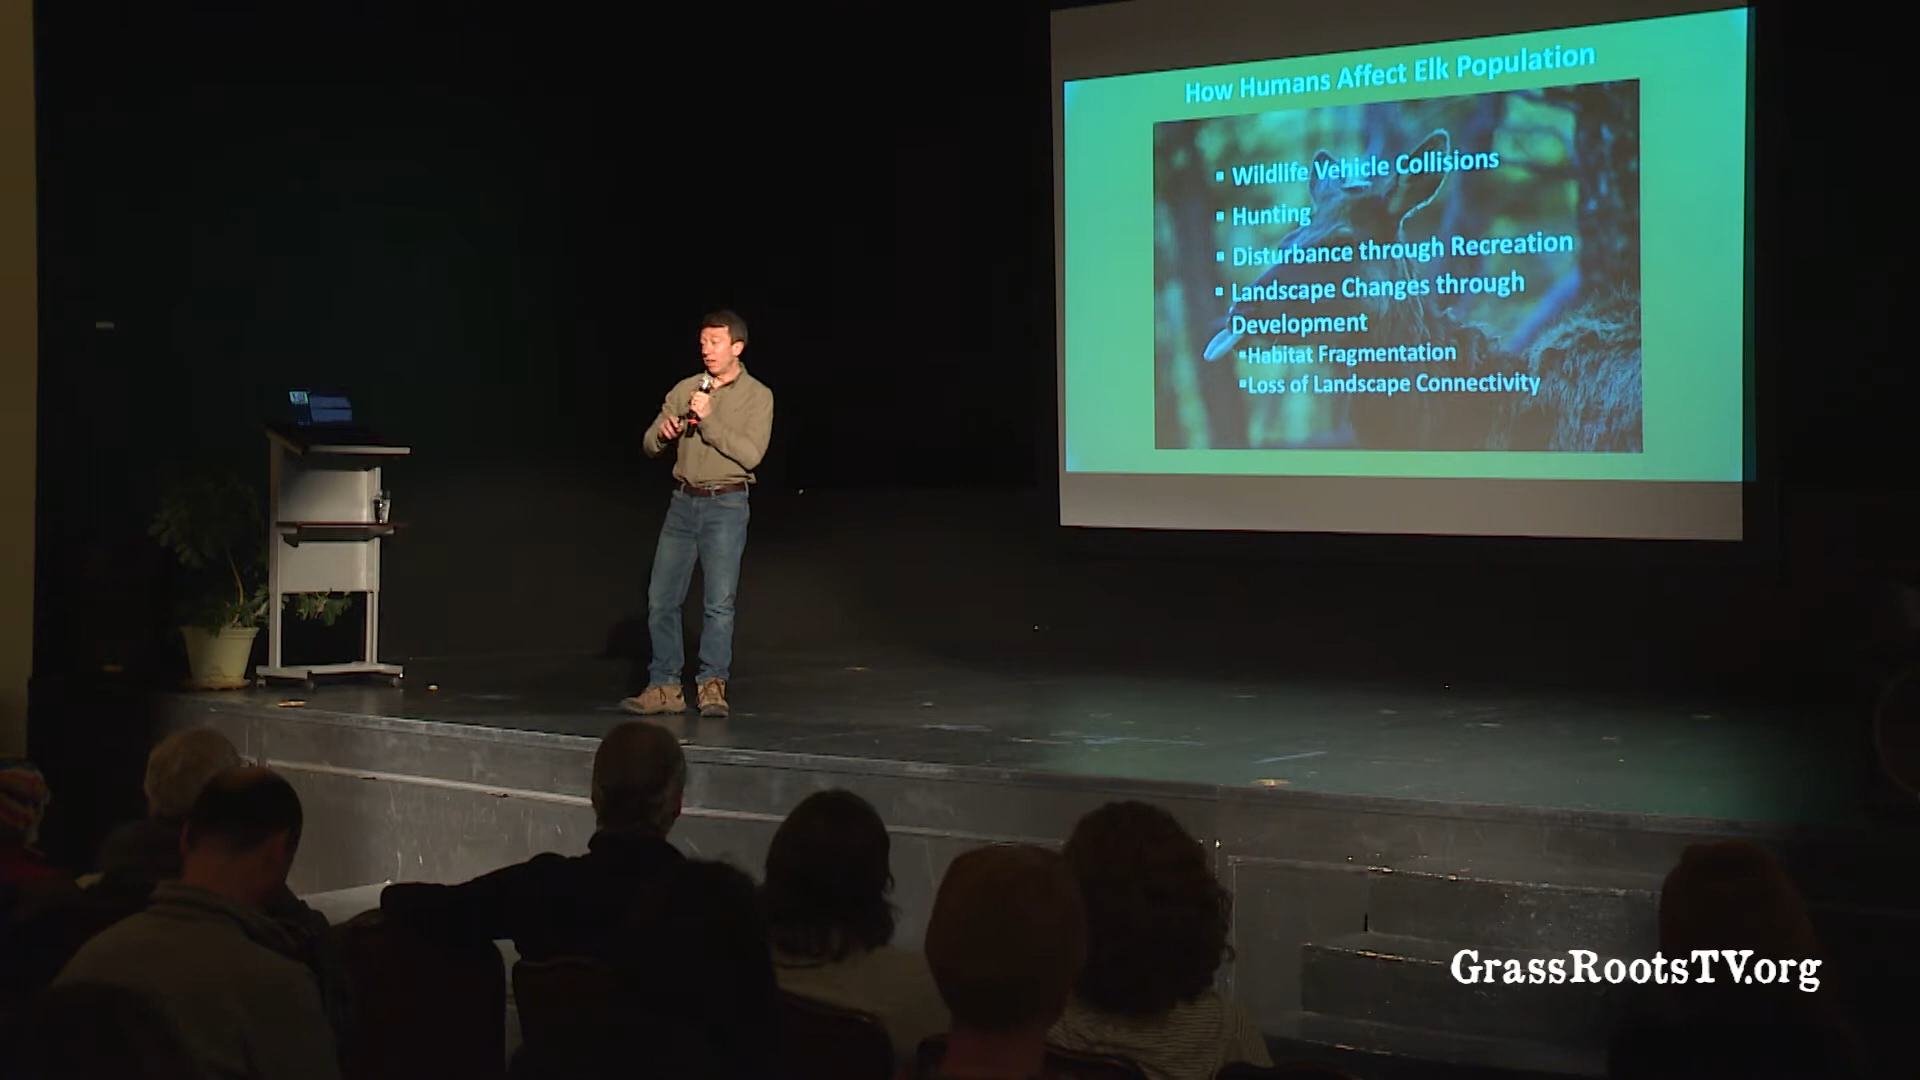 How Humans Affect Elk Population
▪ Wildlife Vehicle Collisions
▪ Hunting
▪ Disturbance through Recreation
▪ Landscape Changes through
Development
▪Habitat Fragmentation
▪Loss of Landscape Connectivity
GrassRootsTV.org